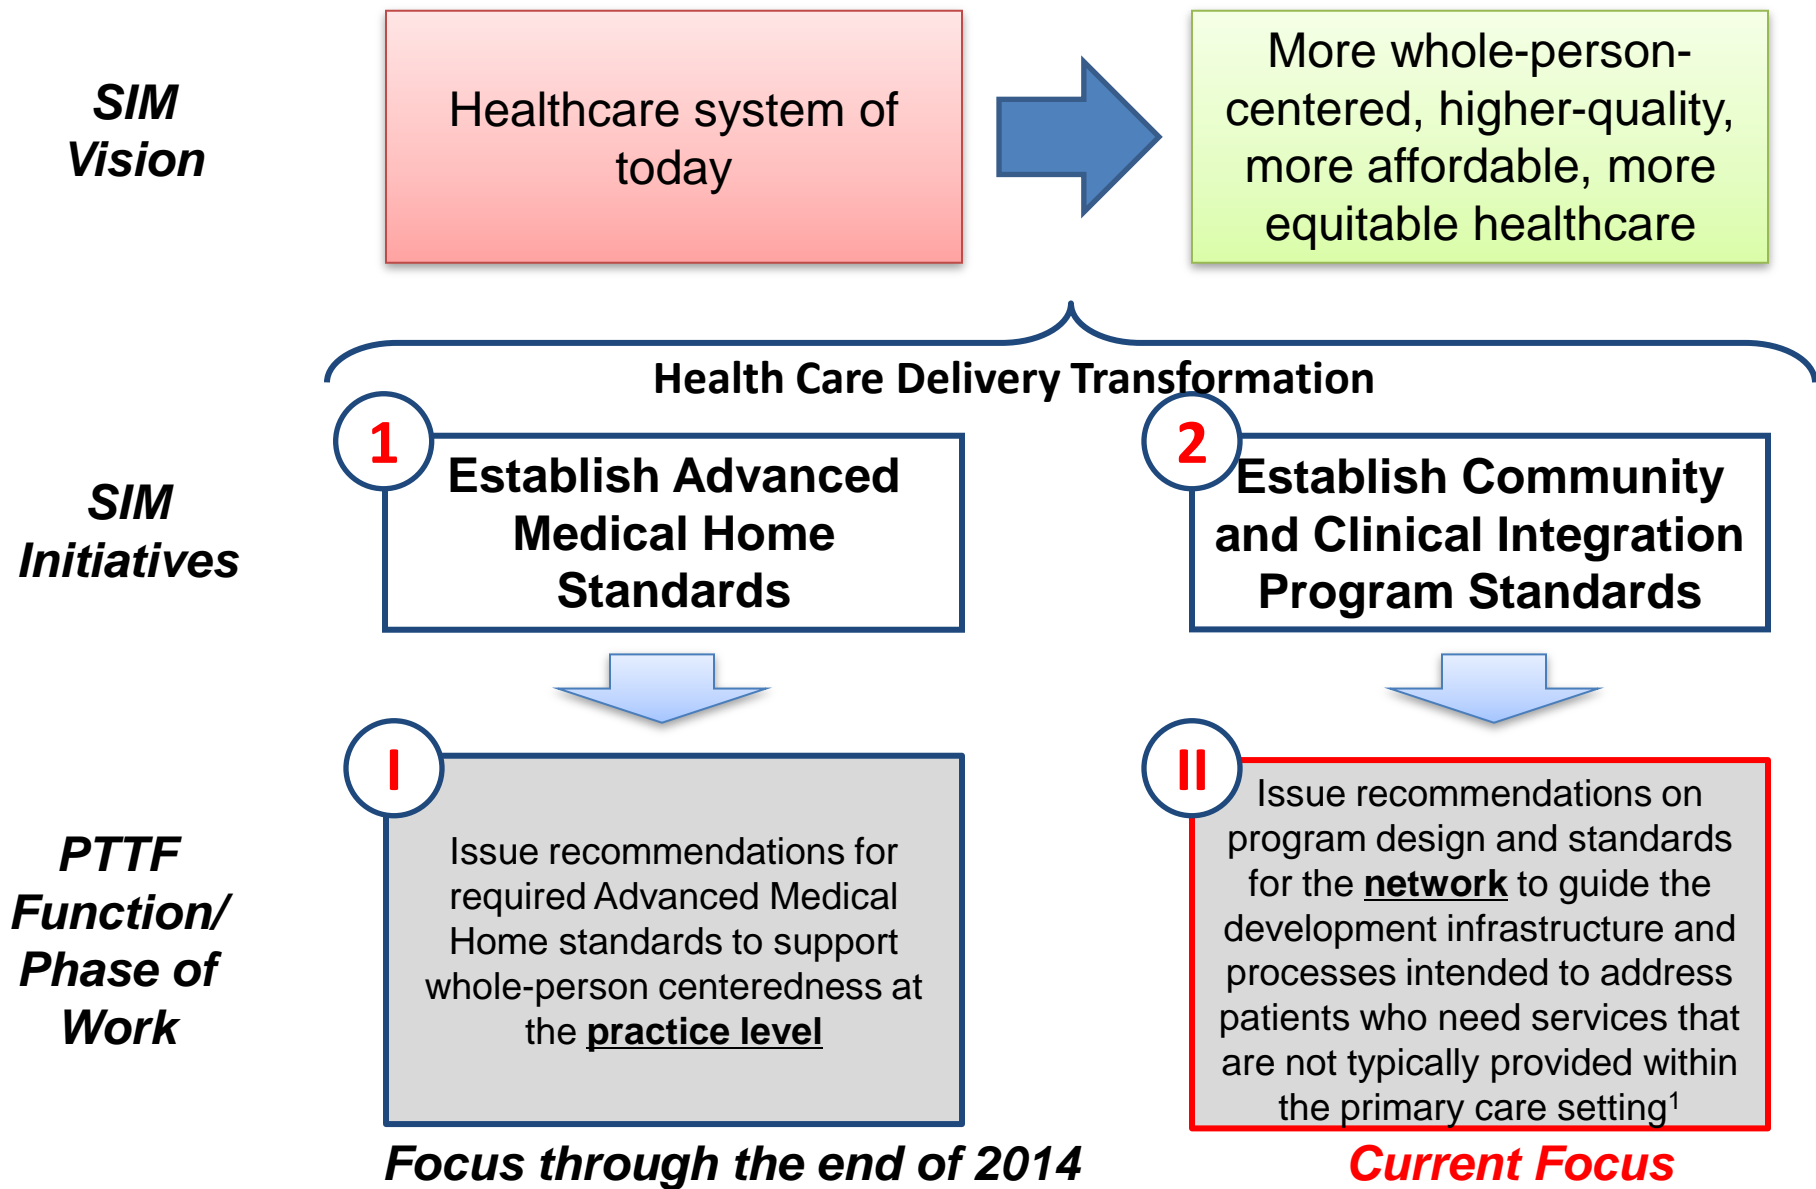 SIM
Vision
Healthcare system of
today
More whole-person-
centered, higher-quality,
more affordable, more
equitable healthcare
Health Care Delivery Transformation
SIM
Initiatives
1
Establish Advanced
Medical Home
Standards
2
Establish Community
and Clinical Integration
Program Standards
PTTF
Function/
Phase of
Work
I
Issue recommendations for
required Advanced Medical
Home standards to support
whole-person centeredness at
the practice level
II
Issue recommendations on
program design and standards
for the network to guide the
development infrastructure and
processes intended to address
patients who need services that
are not typically provided within
the primary care setting¹
Focus through the end of 2014
Current Focus